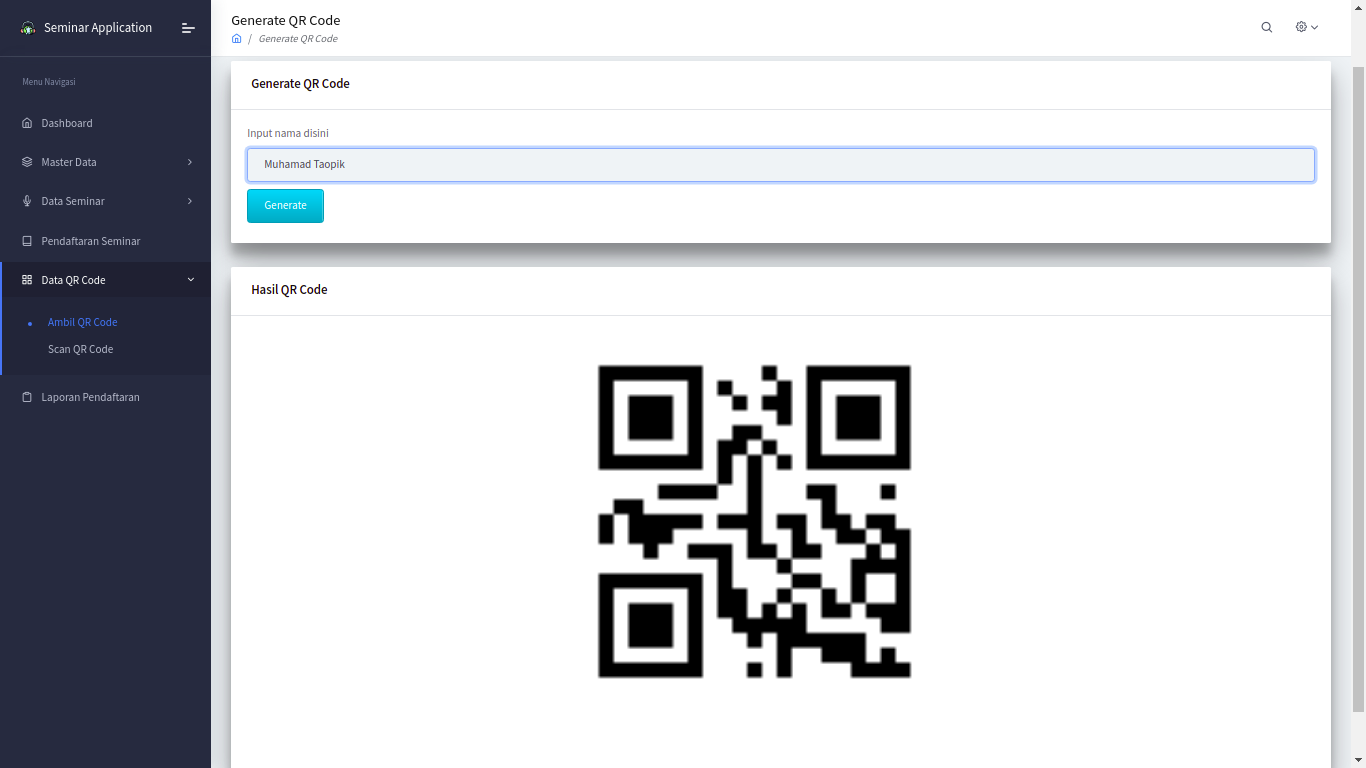 Seminar Application
Menu Navigasi
Dashboard
Master Data
Data Seminar
Pendaftaran Seminar
Data QR Code
Ambil QR Code
Scan QR Code
Laporan Pendaftaran
Generate QR Code
/ Generate QR Code
Generate QR Code
Input nama disini
Muhamad Taopik
Generate
Hasil QR Code